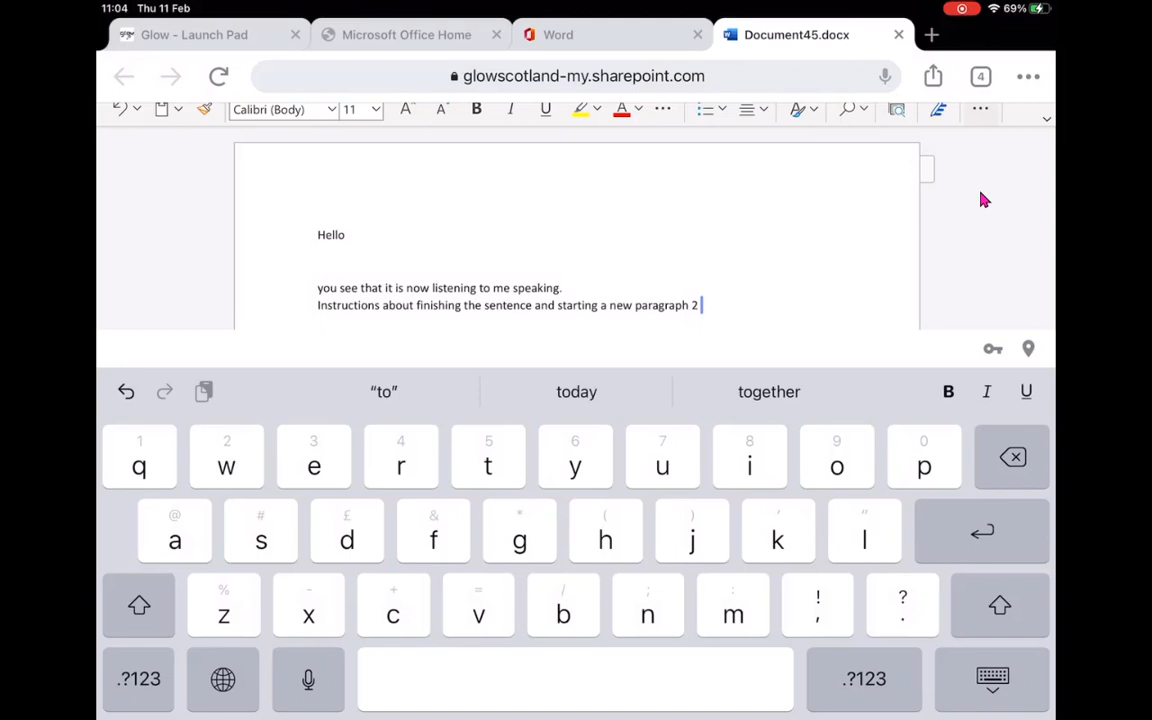 11:04 Thu 11 Feb 69%
Glow - Launch Pad Microsoft Office Home Word Document45.docx
glowscotland-my.sharepoint.com 4
Calibri (Body) 11 A A B I U A
Hello
you see that it is now listening to me speaking.
Instructions about finishing the sentence and starting a new paragraph 2
“to” today together B I U
1 2 3 4 5 6 7 8 9 0
q w e r t y u i o p
@ # £ & * ( ) ' "
a s d f g h j k l
% - + = / ; : ! ?
z x c v b n m , .
.?123 .?123